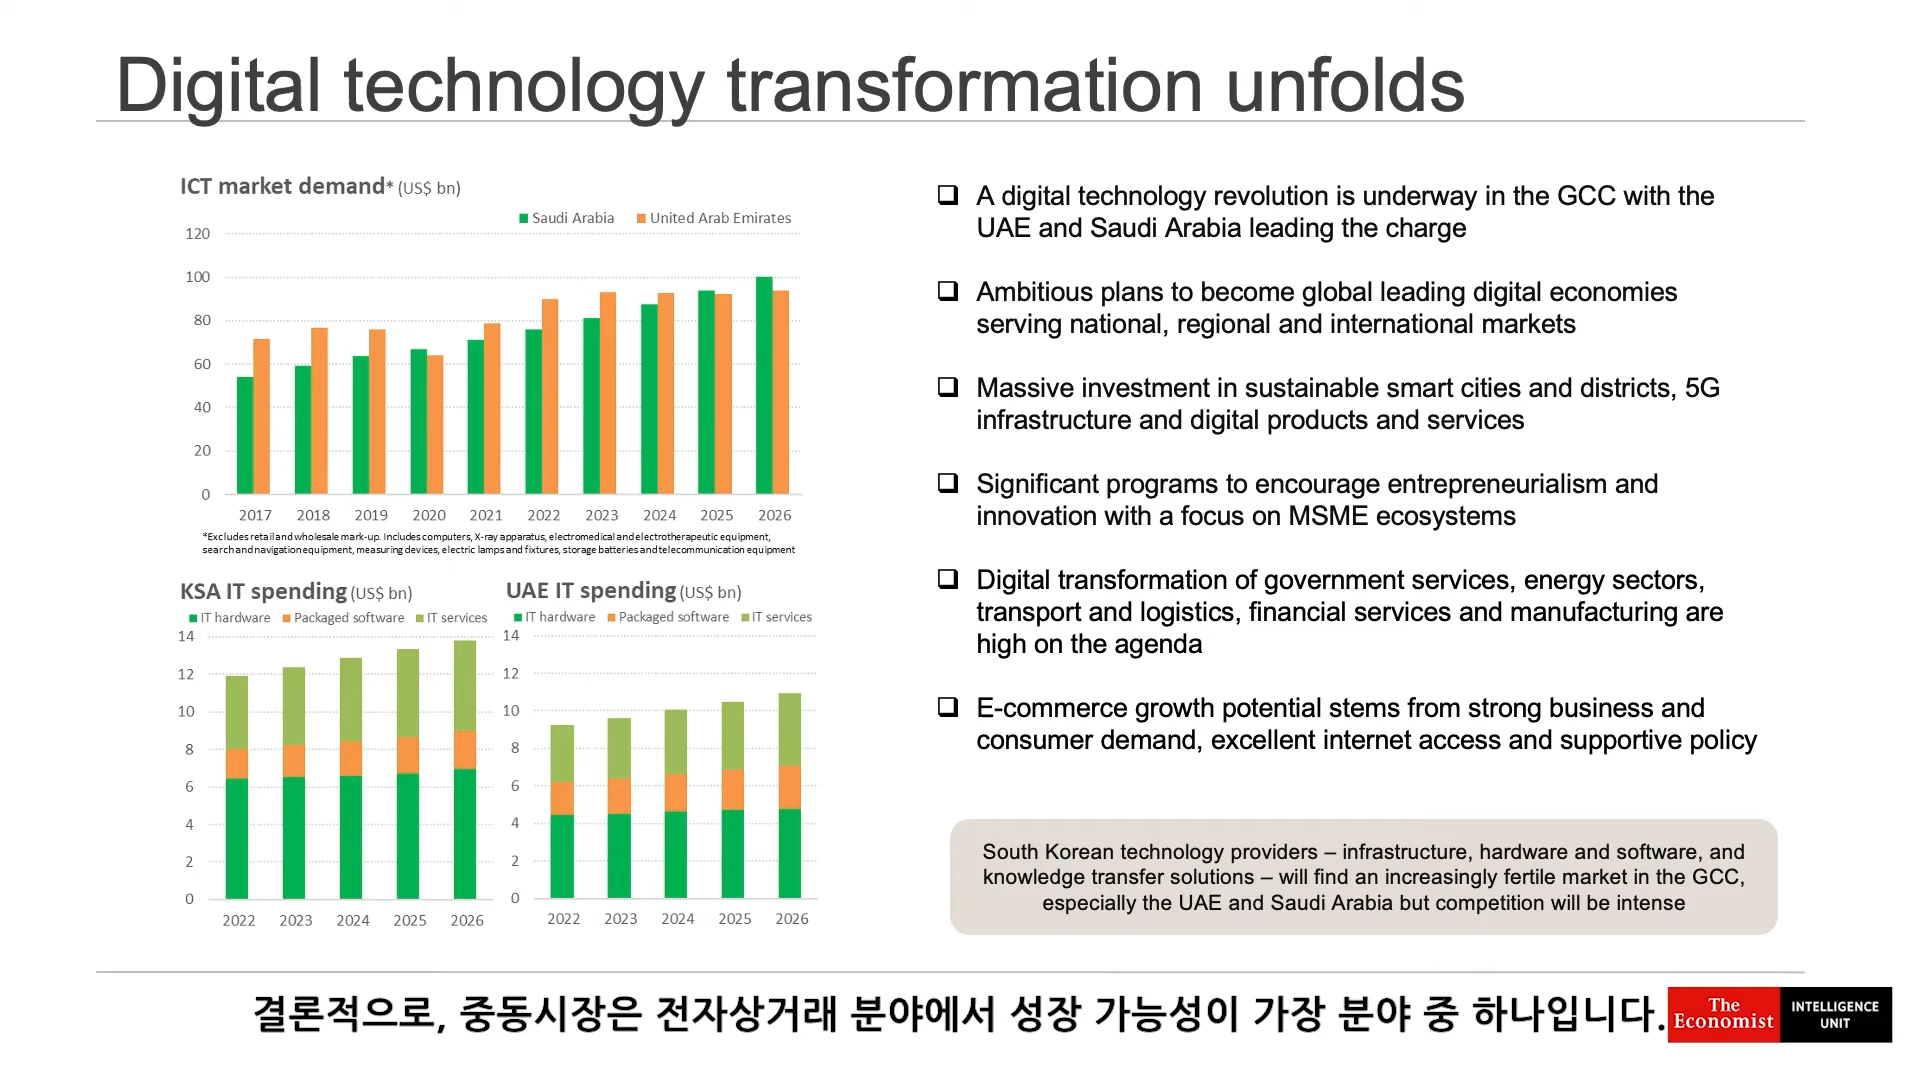 Digital technology transformation unfolds
ICT market demand* (US$ bn)
Saudi Arabia United Arab Emirates
120
100
80
60
40
20
0
2017 2018 2019 2020 2021 2022 2023 2024 2025 2026
*Excludes retail and wholesale mark-up. Includes computers, X-ray apparatus, electromedical and electrotherapeutic equipment,
search and navigation equipment, measuring devices, electric lamps and fixtures, storage batteries and telecommunication equipment
KSA IT spending (US$ bn)
IT hardware Packaged software IT services
14
12
10
8
6
4
2
0
2022 2023 2024 2025 2026
UAE IT spending (US$ bn)
IT hardware Packaged software IT services
14
12
10
8
6
4
2
0
2022 2023 2024 2025 2026
A digital technology revolution is underway in the GCC with the
UAE and Saudi Arabia leading the charge
Ambitious plans to become global leading digital economies
serving national, regional and international markets
Massive investment in sustainable smart cities and districts, 5G
infrastructure and digital products and services
Significant programs to encourage entrepreneurialism and
innovation with a focus on MSME ecosystems
Digital transformation of government services, energy sectors,
transport and logistics, financial services and manufacturing are
high on the agenda
E-commerce growth potential stems from strong business and
consumer demand, excellent internet access and supportive policy
South Korean technology providers – infrastructure, hardware and software, and
knowledge transfer solutions – will find an increasingly fertile market in the GCC,
especially the UAE and Saudi Arabia but competition will be intense
결론적으로, 중동시장은 전자상거래 분야에서 성장 가능성이 가장 분야 중 하나입니다.
The
Economist
INTELLIGENCE
UNIT